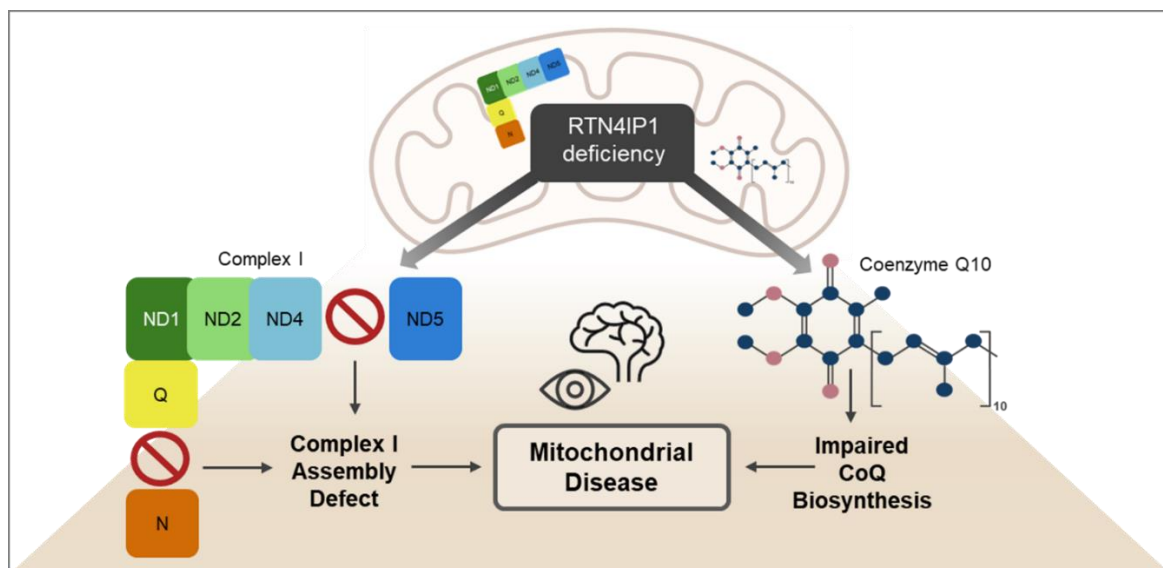 ND1 ND2 ND4 ND5
Q
N
RTN4IP1
deficiency
Complex I
Coenzyme Q10
ND1 ND2 ND4 ND5
Q
N
10
Complex I
Assembly
Defect
Mitochondrial
Disease
Impaired
CoQ
Biosynthesis